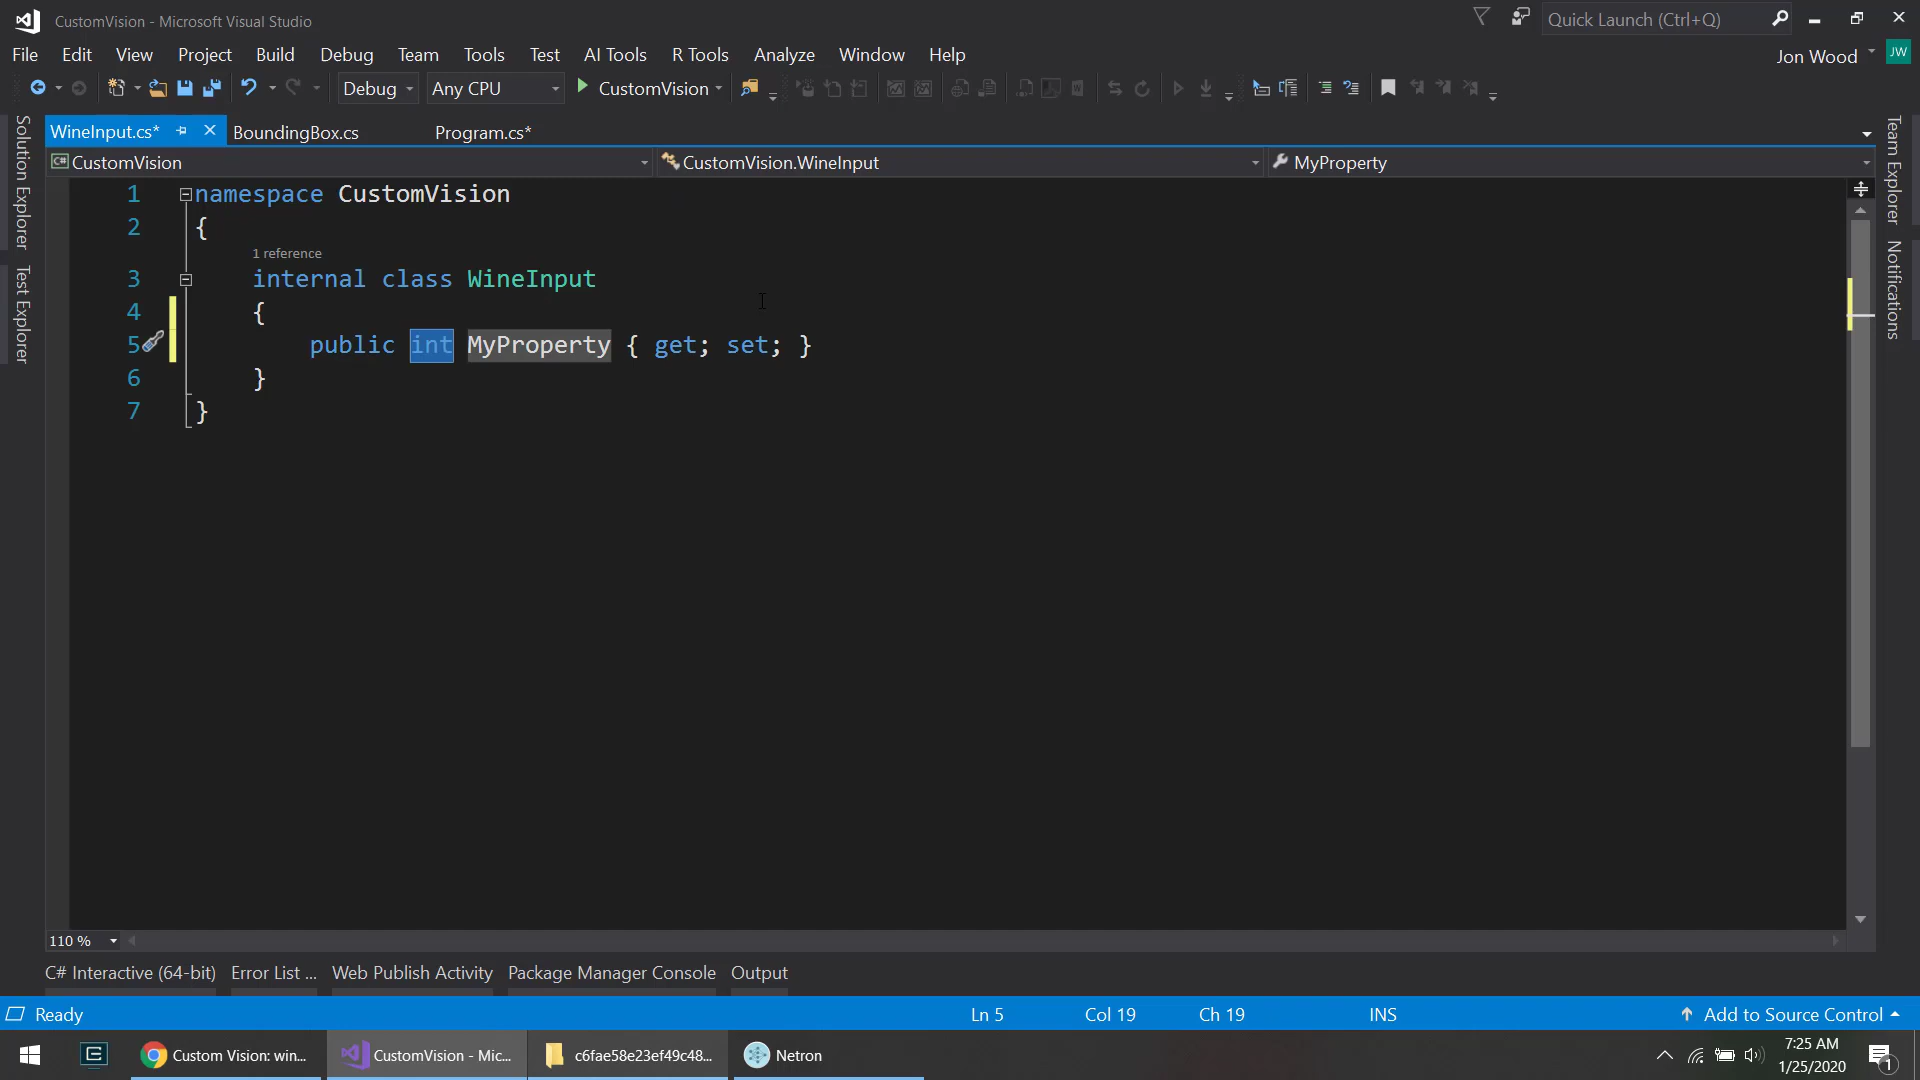 CustomVision - Microsoft Visual Studio
Quick Launch (Ctrl+Q)
File Edit View Project Build Debug Team Tools Test AI Tools R Tools Analyze Window Help
Jon Wood JW
Debug Any CPU CustomVision
WineInput.cs* BoundingBox.cs Program.cs*
CustomVision CustomVision.WineInput MyProperty
Solution Explorer
Test Explorer
Team Explorer
Notifications
1 namespace CustomVision
2 {
1 reference
3 internal class WineInput
4 {
5 public int MyProperty { get; set; }
6 }
7 }
110 %
C# Interactive (64-bit) Error List ... Web Publish Activity Package Manager Console Output
Ready Ln 5 Col 19 Ch 19 INS Add to Source Control
Custom Vision: win... CustomVision - Mic... c6fae58e23ef49c48... Netron
7:25 AM
1/25/2020
1